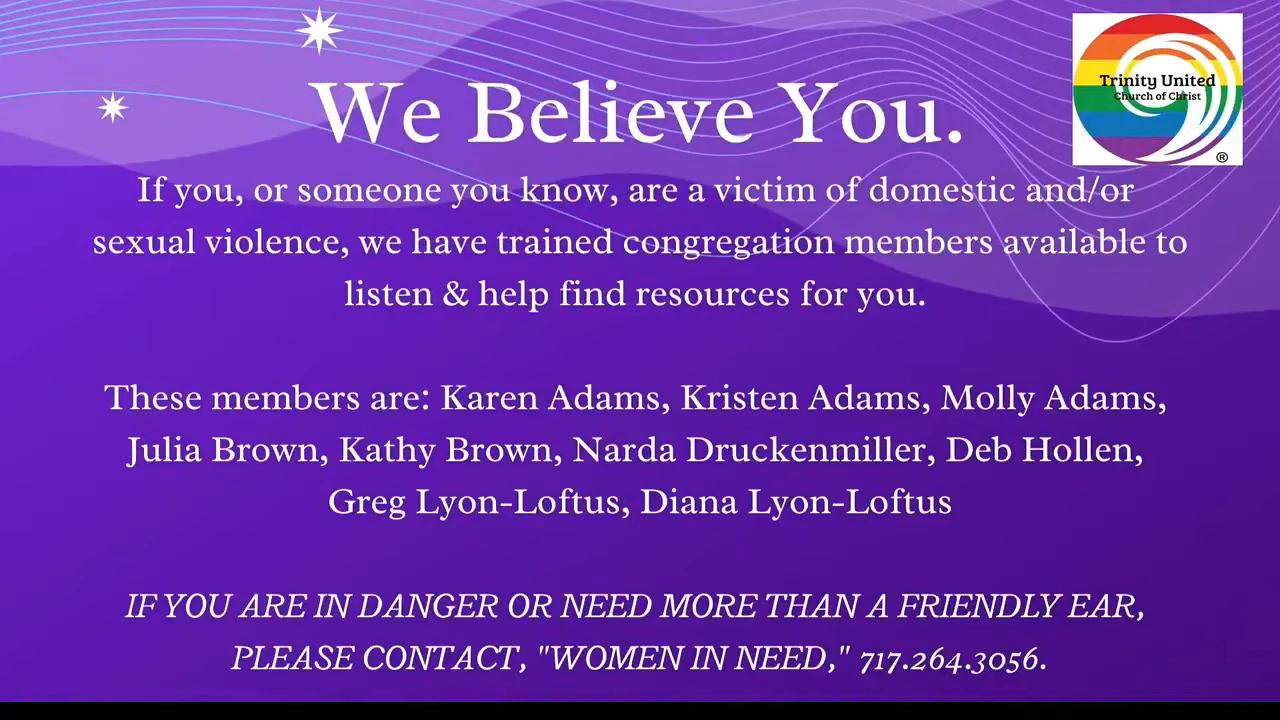 Trinity United
Church of Christ
®
We Believe You.
If you, or someone you know, are a victim of domestic and/or
sexual violence, we have trained congregation members available to
listen & help find resources for you.
These members are: Karen Adams, Kristen Adams, Molly Adams,
Julia Brown, Kathy Brown, Narda Druckenmiller, Deb Hollen,
Greg Lyon-Loftus, Diana Lyon-Loftus
IF YOU ARE IN DANGER OR NEED MORE THAN A FRIENDLY EAR,
PLEASE CONTACT, "WOMEN IN NEED," 717.264.3056.